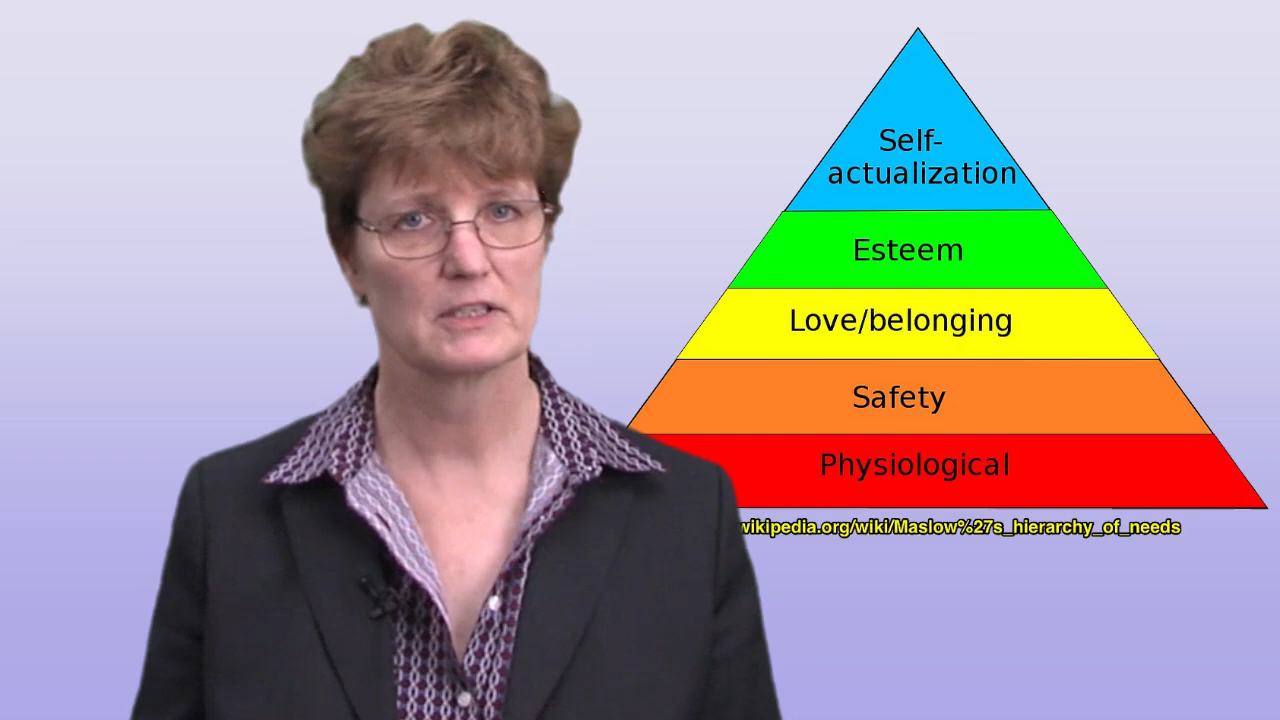 Self-
actualization
Esteem
Love/belonging
Safety
Physiological
wikipedia.org/wiki/Maslow%27s_hierarchy_of_needs